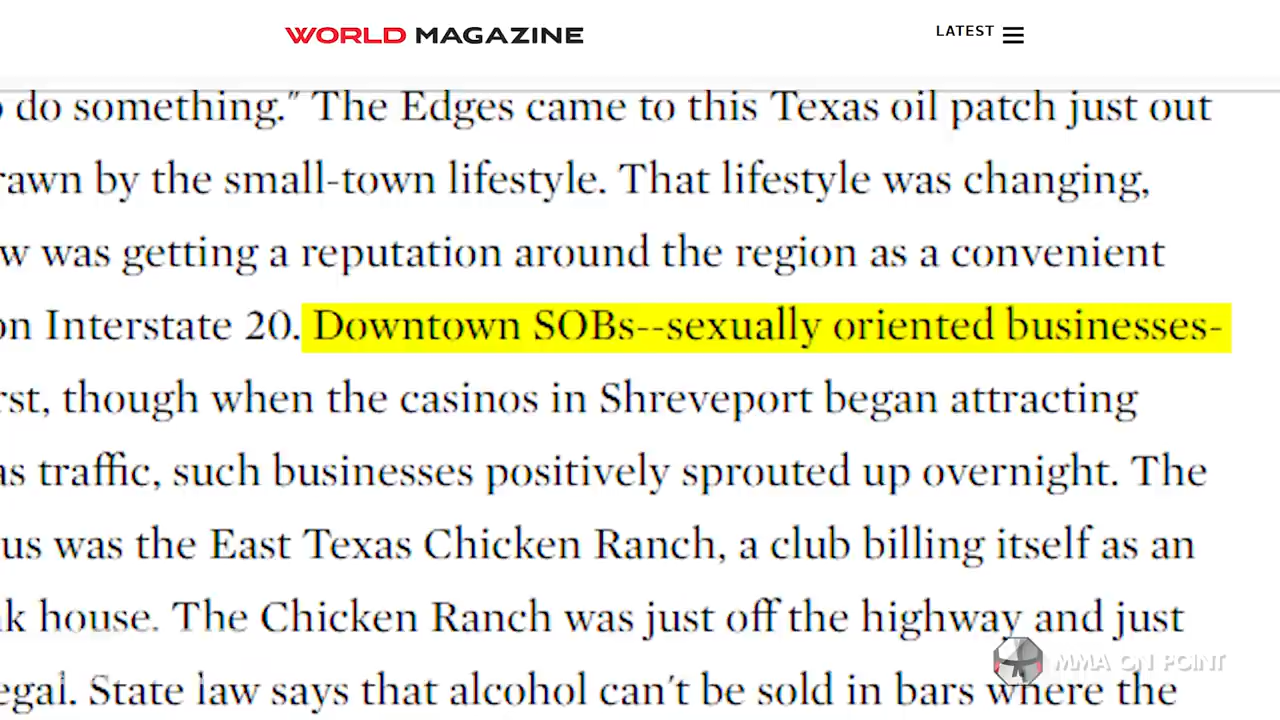 WORLD MAGAZINE
LATEST
do something." The Edges came to this Texas oil patch just out
rawn by the small-town lifestyle. That lifestyle was changing,
w was getting a reputation around the region as a convenient
on Interstate 20. Downtown SOBs--sexually oriented businesses-
rst, though when the casinos in Shreveport began attracting
as traffic, such businesses positively sprouted up overnight. The
us was the East Texas Chicken Ranch, a club billing itself as an
k house. The Chicken Ranch was just off the highway and just
egal. State law says that alcohol can't be sold in bars where the
MMA ON POINT